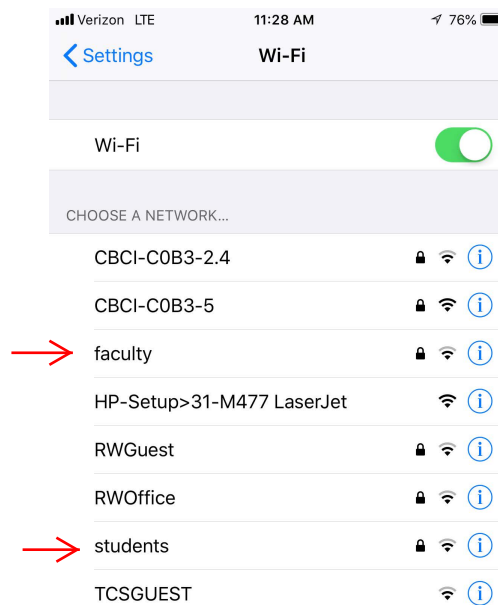 Verizon LTE 11:28 AM 76%
Settings Wi-Fi
Wi-Fi
CHOOSE A NETWORK...
CBCI-C0B3-2.4
CBCI-C0B3-5
faculty
HP-Setup>31-M477 LaserJet
RWGuest
RWOffice
students
TCSGUEST